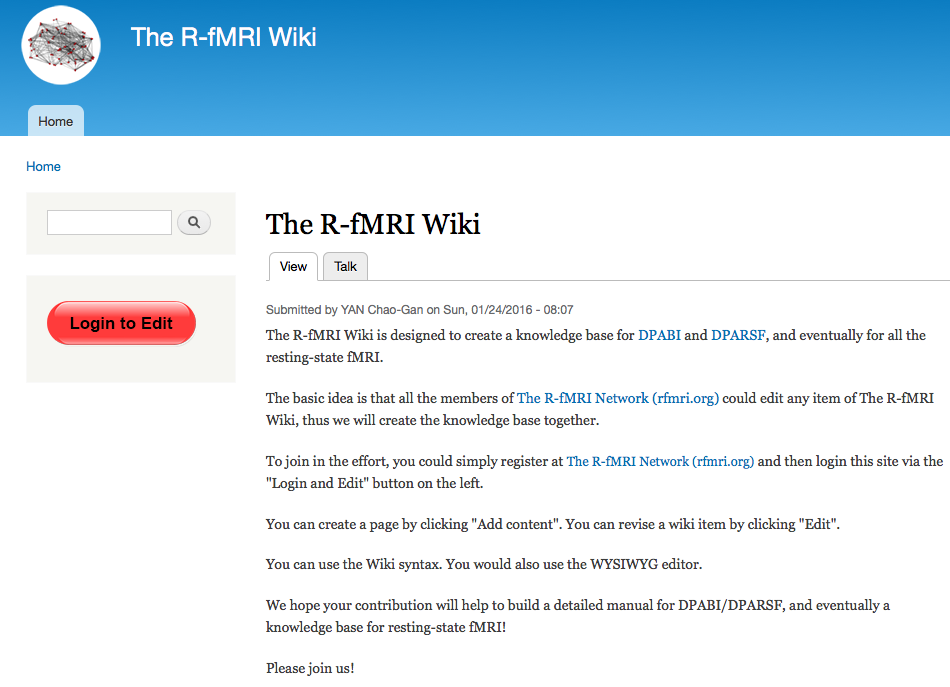 The R-fMRI Wiki
Home
Home
The R-fMRI Wiki
View
Talk
Login to Edit
Submitted by YAN Chao-Gan on Sun, 01/24/2016 - 08:07
The R-fMRI Wiki is designed to create a knowledge base for DPABI and DPARSF, and eventually for all the
resting-state fMRI.
The basic idea is that all the members of The R-fMRI Network (rfmri.org) could edit any item of The R-fMRI
Wiki, thus we will create the knowledge base together.
To join in the effort, you could simply register at The R-fMRI Network (rfmri.org) and then login this site via the
"Login and Edit" button on the left.
You can create a page by clicking "Add content". You can revise a wiki item by clicking "Edit".
You can use the Wiki syntax. You would also use the WYSIWYG editor.
We hope your contribution will help to build a detailed manual for DPABI/DPARSF, and eventually a
knowledge base for resting-state fMRI!
Please join us!